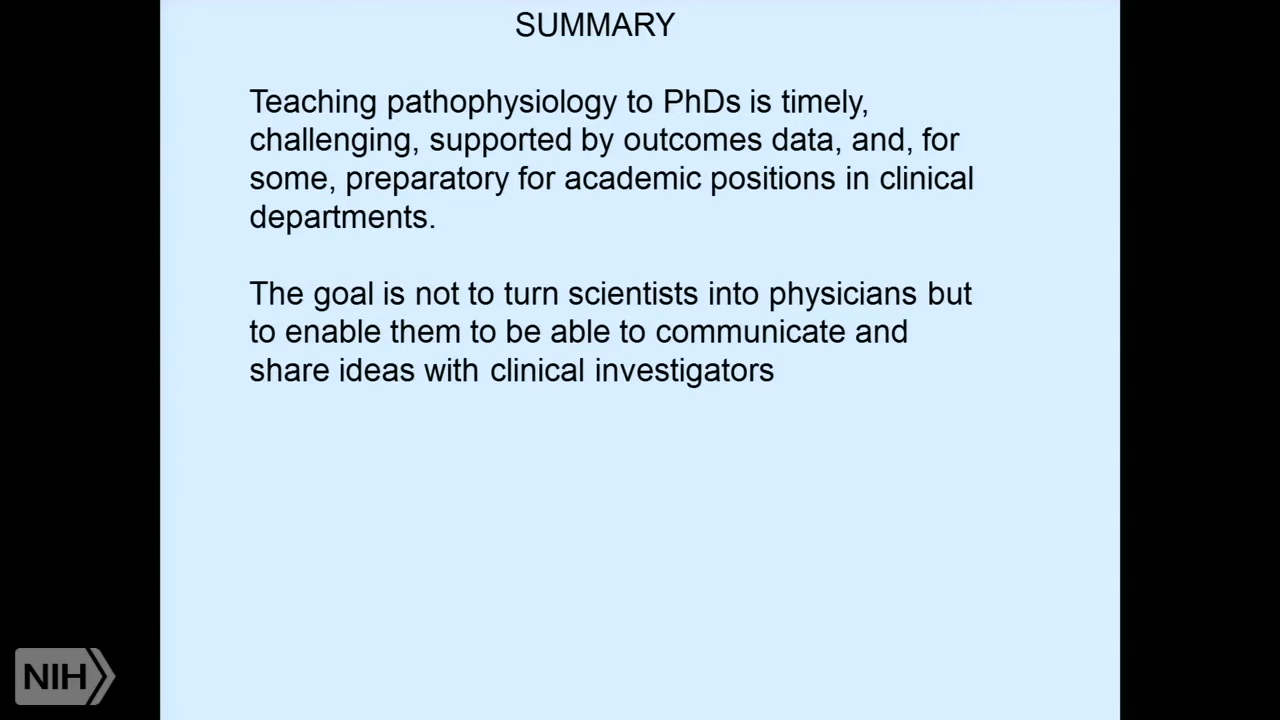 SUMMARY
Teaching pathophysiology to PhDs is timely,
challenging, supported by outcomes data, and, for
some, preparatory for academic positions in clinical
departments.
The goal is not to turn scientists into physicians but
to enable them to be able to communicate and
share ideas with clinical investigators
NIH